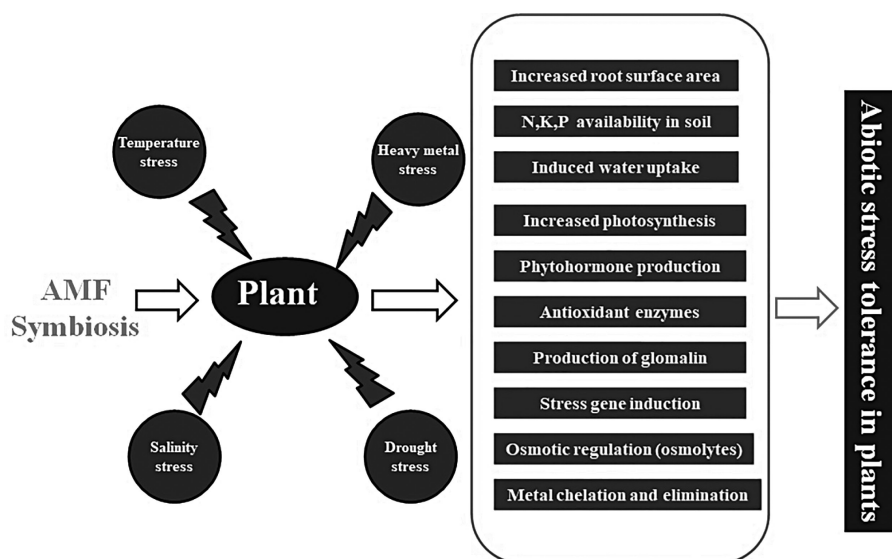 Temperature
stress
Heavy metal
stress
AMF
Symbiosis
Plant
Salinity
stress
Drought
stress
Increased root surface area
N,K,P availability in soil
Induced water uptake
Increased photosynthesis
Phytohormone production
Antioxidant enzymes
Production of glomalin
Stress gene induction
Osmotic regulation (osmolytes)
Metal chelation and elimination
Abiotic stress tolerance in plants